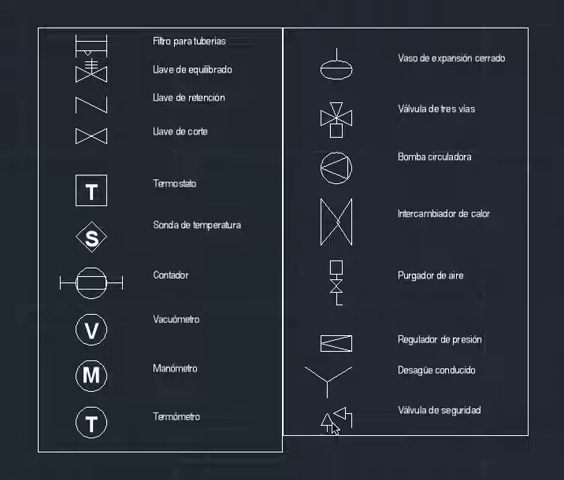 Filtro para tuberias
Llave de equilibrado
Llave de retención
Llave de corte
T
Termostato
S
Sonda de temperatura
Contador
V
Vacuómetro
M
Manómetro
T
Termómetro
Vaso de expansión cerrado
Válvula de tres vías
Bomba circuladora
Intercambiador de calor
Purgador de aire
Regulador de presión
Desagüe conducido
Válvula de seguridad